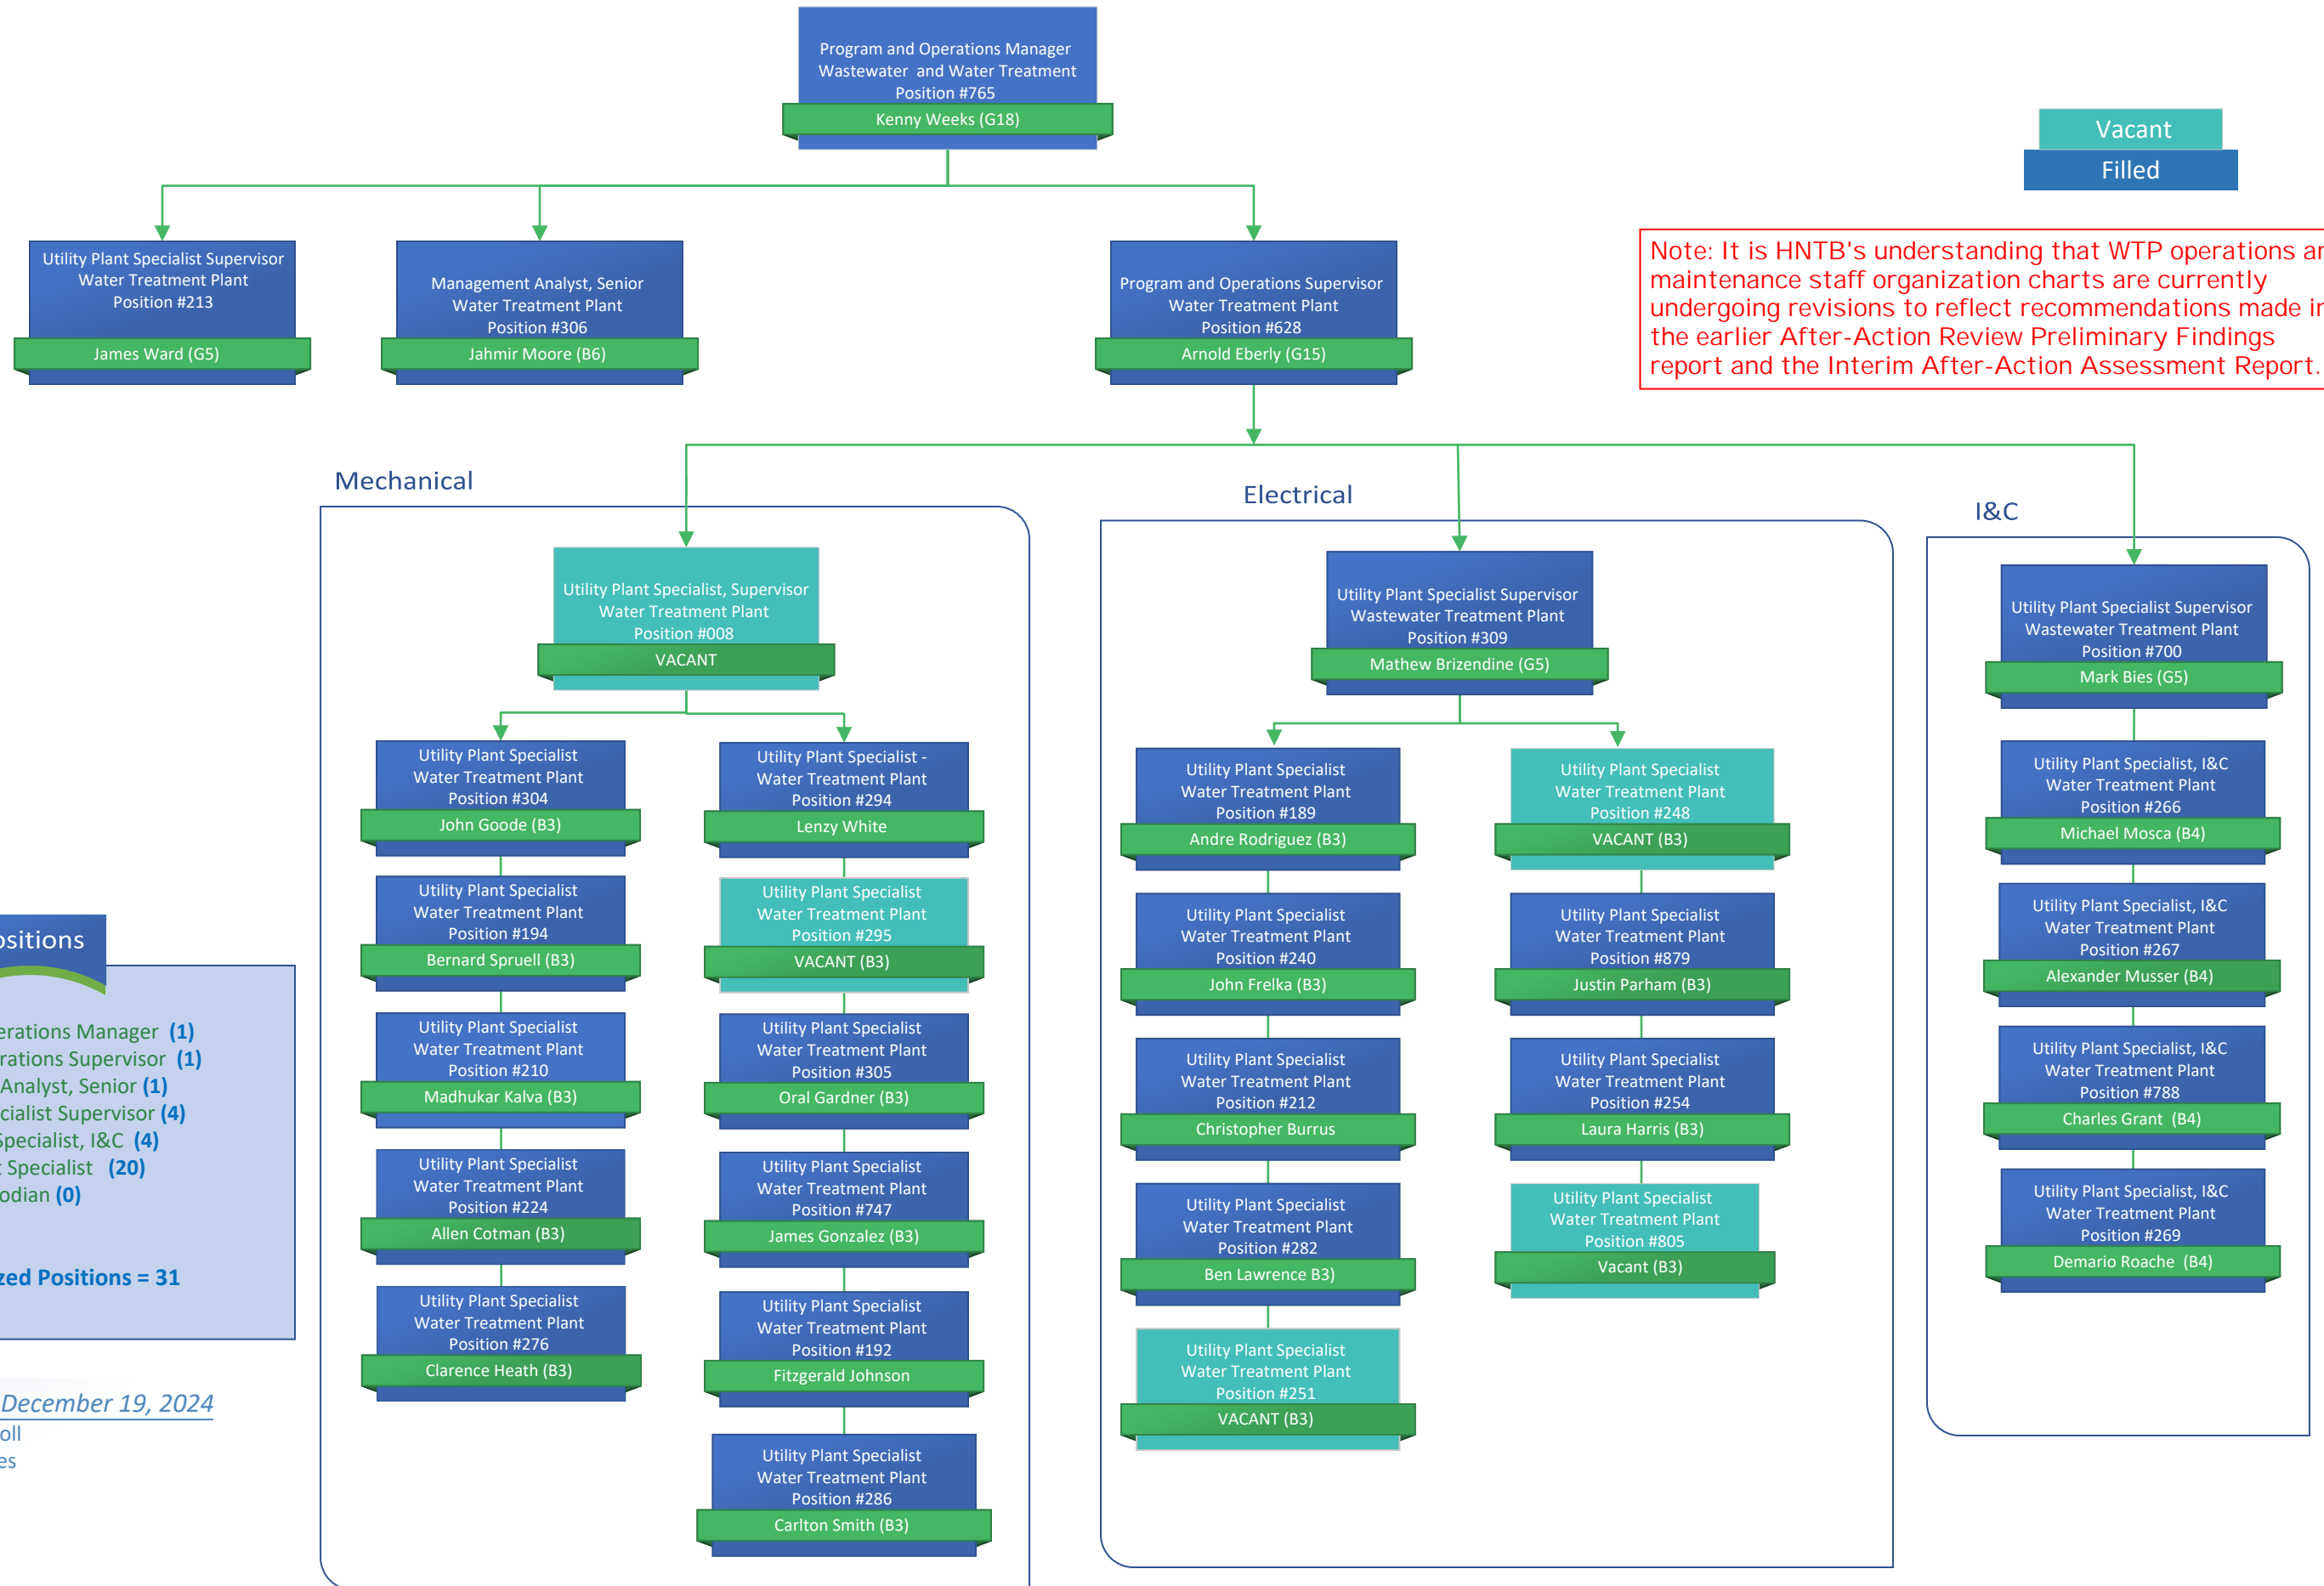 Program and Operations Manager
Wastewater and Water Treatment
Position #765
Kenny Weeks (G18)
Vacant
Filled
Utility Plant Specialist Supervisor
Water Treatment Plant
Position #213
James Ward (G5)
Management Analyst, Senior
Water Treatment Plant
Position #306
Jahmir Moore (B6)
Program and Operations Supervisor
Water Treatment Plant
Position #628
Arnold Eberly (G15)
Note: It is HNTB's understanding that WTP operations
maintenance staff organization charts are currently
undergoing revisions to reflect recommendations made
the earlier After-Action Review Preliminary Findings
report and the Interim After-Action Assessment Report.
Mechanical
Utility Plant Specialist, Supervisor
Water Treatment Plant
Position #008
VACANT
Utility Plant Specialist
Water Treatment Plant
Position #304
John Goode (B3)
Utility Plant Specialist
Water Treatment Plant
Position #194
Bernard Spruell (B3)
Utility Plant Specialist
Water Treatment Plant
Position #210
Madhukar Kalva (B3)
Utility Plant Specialist
Water Treatment Plant
Position #224
Allen Cotman (B3)
Utility Plant Specialist
Water Treatment Plant
Position #276
Clarence Heath (B3)
Utility Plant Specialist -
Water Treatment Plant
Position #294
Lenzy White
Utility Plant Specialist
Water Treatment Plant
Position #295
VACANT (B3)
Utility Plant Specialist
Water Treatment Plant
Position #305
Oral Gardner (B3)
Utility Plant Specialist
Water Treatment Plant
Position #747
James Gonzalez (B3)
Utility Plant Specialist
Water Treatment Plant
Position #192
Fitzgerald Johnson
Utility Plant Specialist
Water Treatment Plant
Position #286
Carlton Smith (B3)
Electrical
Utility Plant Specialist Supervisor
Wastewater Treatment Plant
Position #309
Mathew Brizendine (G5)
Utility Plant Specialist
Water Treatment Plant
Position #189
Andre Rodriguez (B3)
Utility Plant Specialist
Water Treatment Plant
Position #240
John Frelka (B3)
Utility Plant Specialist
Water Treatment Plant
Position #212
Christopher Burrus
Utility Plant Specialist
Water Treatment Plant
Position #282
Ben Lawrence B3)
Utility Plant Specialist
Water Treatment Plant
Position #251
VACANT (B3)
Utility Plant Specialist
Water Treatment Plant
Position #248
VACANT (B3)
Utility Plant Specialist
Water Treatment Plant
Position #879
Justin Parham (B3)
Utility Plant Specialist
Water Treatment Plant
Position #254
Laura Harris (B3)
Utility Plant Specialist
Water Treatment Plant
Position #805
Vacant (B3)
I&C
Utility Plant Specialist Supervisor
Wastewater Treatment Plant
Position #700
Mark Bies (G5)
Utility Plant Specialist, I&C
Water Treatment Plant
Position #266
Michael Mosca (B4)
Utility Plant Specialist, I&C
Water Treatment Plant
Position #267
Alexander Musser (B4)
Utility Plant Specialist, I&C
Water Treatment Plant
Position #788
Charles Grant (B4)
Utility Plant Specialist, I&C
Water Treatment Plant
Position #269
Demario Roache (B4)
ositions
erations Manager (1)
rations Supervisor (1)
Analyst, Senior (1)
cialist Supervisor (4)
Specialist, I&C (4)
t Specialist (20)
odian (0)
zed Positions = 31
December 19, 2024
oll
es